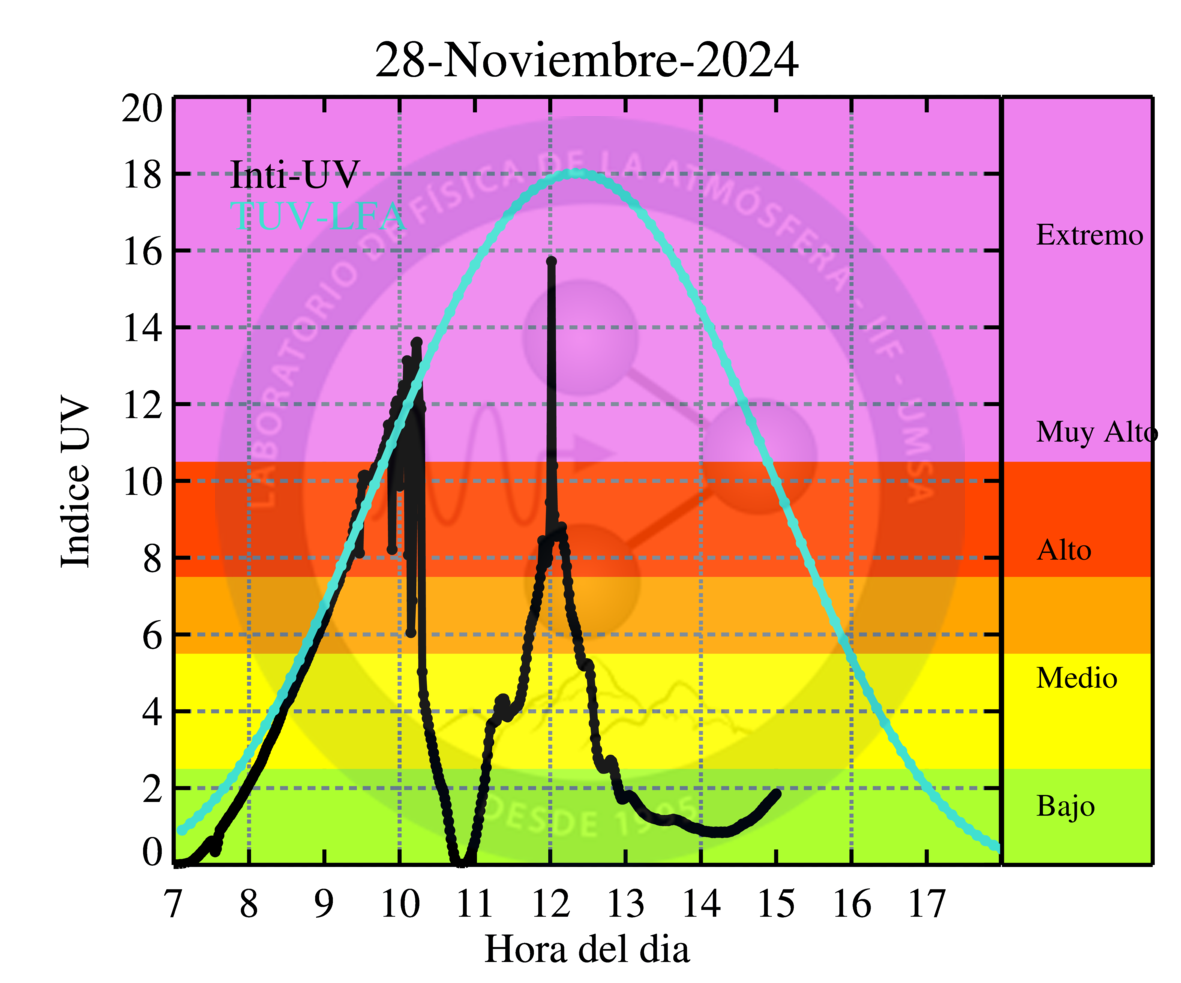 28-Noviembre-2024
20
18
16
14
12
10
8
6
4
2
0
Indice UV
Inti-UV
TUV-LFA
LABORATORIO DE FÍSICA DE LA ATMÓSFERA - IIF - UMSA
DESDE 1995
Extremo
Muy Alto
Alto
Medio
Bajo
7 8 9 10 11 12 13 14 15 16 17
Hora del dia